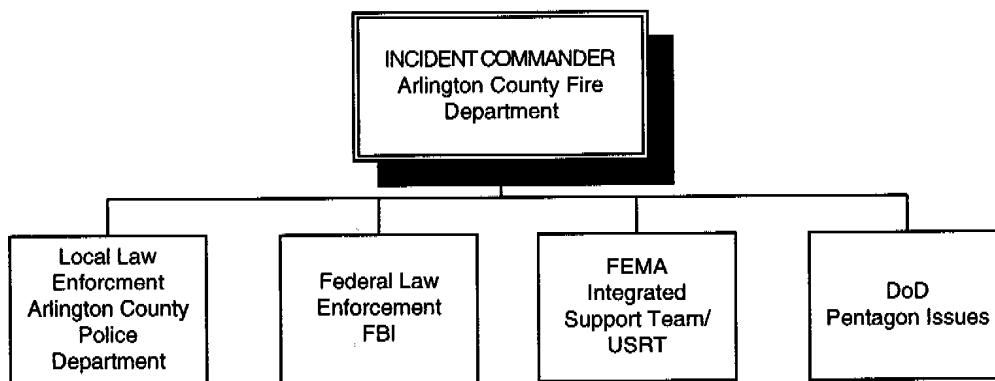 INCIDENT COMMANDER
Arlington County Fire
Department
Local Law
Enforcment
Arlington County
Police
Department
Federal Law
Enforcement
FBI
FEMA
Integrated
Support Team/
USRT
DoD
Pentagon Issues